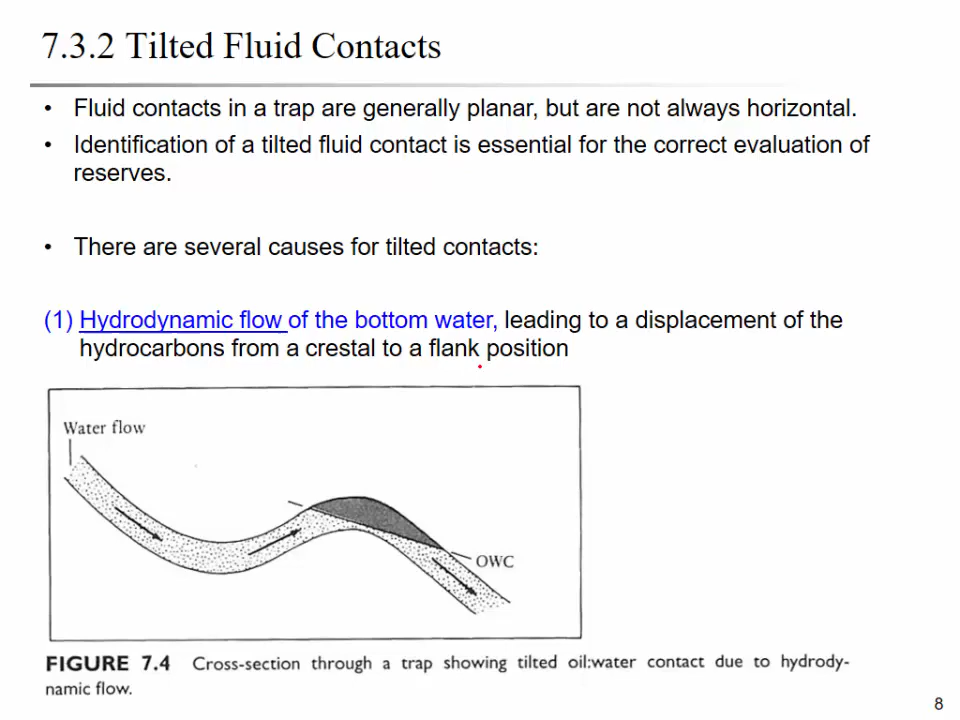 7.3.2 Tilted Fluid Contacts
• Fluid contacts in a trap are generally planar, but are not always horizontal.
• Identification of a tilted fluid contact is essential for the correct evaluation of
reserves.
• There are several causes for tilted contacts:
(1) Hydrodynamic flow of the bottom water, leading to a displacement of the
hydrocarbons from a crestal to a flank position
Water flow
OWC
FIGURE 7.4 Cross-section through a trap showing tilted oil:water contact due to hydrody-
namic flow.
8